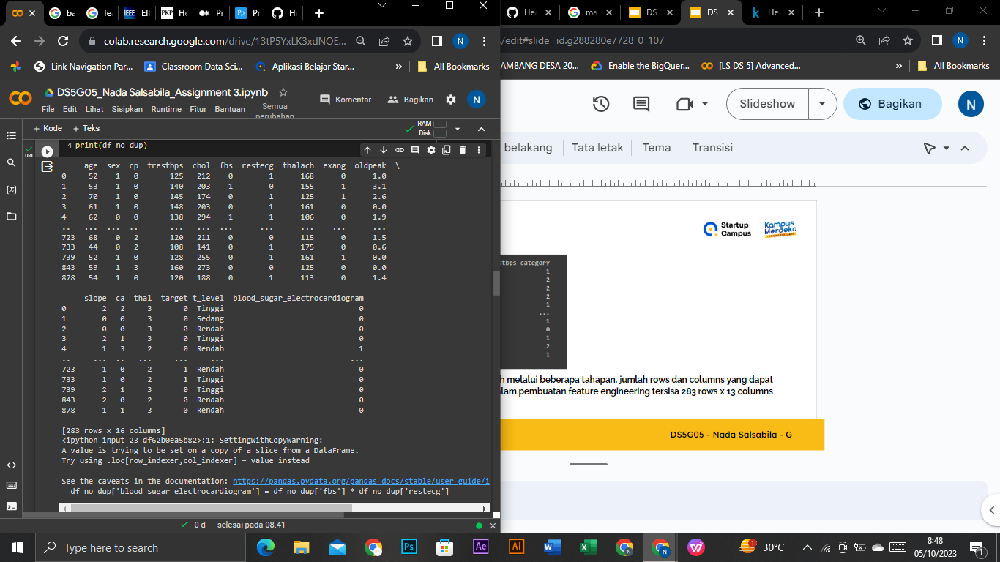 ba
fe
Ef
He
Pr
Pr
He
He
ma
DS
DS
He
colab.research.google.com/drive/13tP5YxLK3xdNOE...
/edit#slide=id.g288280e7728_0_107
Link Navigation Par...
Classroom Data Sci...
Aplikasi Belajar Star...
»
All Bookmarks
AMBANG DESA 20...
Enable the BigQuer...
[LS DS 5] Advanced...
»
All Bookmarks
DS5G05_Nada Salsabila_Assignment 3.ipynb
Komentar
Bagikan
N
File Edit Lihat Sisipkan Runtime Fitur Bantuan Semua perubahan
+ Kode + Teks
RAM
Disk
Slideshow
Bagikan
N
r belakang
Tata letak
Tema
Transisi
0 d
4 print(df_no_dup)
age sex cp trestbps chol fbs restecg thalach exang oldpeak \
0 52 1 0 125 212 0 1 168 0 1.0
1 53 1 0 140 203 1 0 155 1 3.1
2 70 1 0 145 174 0 1 125 1 2.6
3 61 1 0 148 203 0 1 161 0 0.0
4 62 0 0 138 294 1 1 106 0 1.9
.. ... ... .. ... ... ... ... ... ... ...
723 68 0 2 120 211 0 0 115 0 1.5
733 44 0 2 108 141 0 1 175 0 0.6
739 52 1 0 128 255 0 1 161 1 0.0
843 59 1 3 160 273 0 0 125 0 0.0
878 54 1 0 120 188 0 1 113 0 1.4
slope ca thal target t_level blood_sugar_electrocardiogram
0 2 2 3 0 Tinggi 0
1 0 0 3 0 Sedang 0
2 0 0 3 0 Rendah 0
3 2 1 3 0 Tinggi 0
4 1 3 2 0 Rendah 1
.. ... .. ... ... ... ...
723 1 0 2 1 Rendah 0
733 1 0 2 1 Tinggi 0
739 2 1 3 0 Tinggi 0
843 2 0 2 0 Rendah 0
878 1 1 3 0 Rendah 0
[283 rows x 16 columns]
<ipython-input-23-df62b0ea5b82>:1: SettingWithCopyWarning:
A value is trying to be set on a copy of a slice from a DataFrame.
Try using .loc[row_indexer,col_indexer] = value instead
See the caveats in the documentation: https://pandas.pydata.org/pandas-docs/stable/user_guide/i
df_no_dup['blood_sugar_electrocardiogram'] = df_no_dup['fbs'] * df_no_dup['restecg']
0 d selesai pada 08.41
Startup
Campus
Kampus
Merdeka
stbps_category
1
2
2
2
1
...
1
0
1
2
1
h melalui beberapa tahapan, jumlah rows dan columns yang dapat
lam pembuatan feature engineering tersisa 283 rows x 13 columns
DS5G05 - Nada Salsabila - G
Type here to search
30°C
8:48
05/10/2023